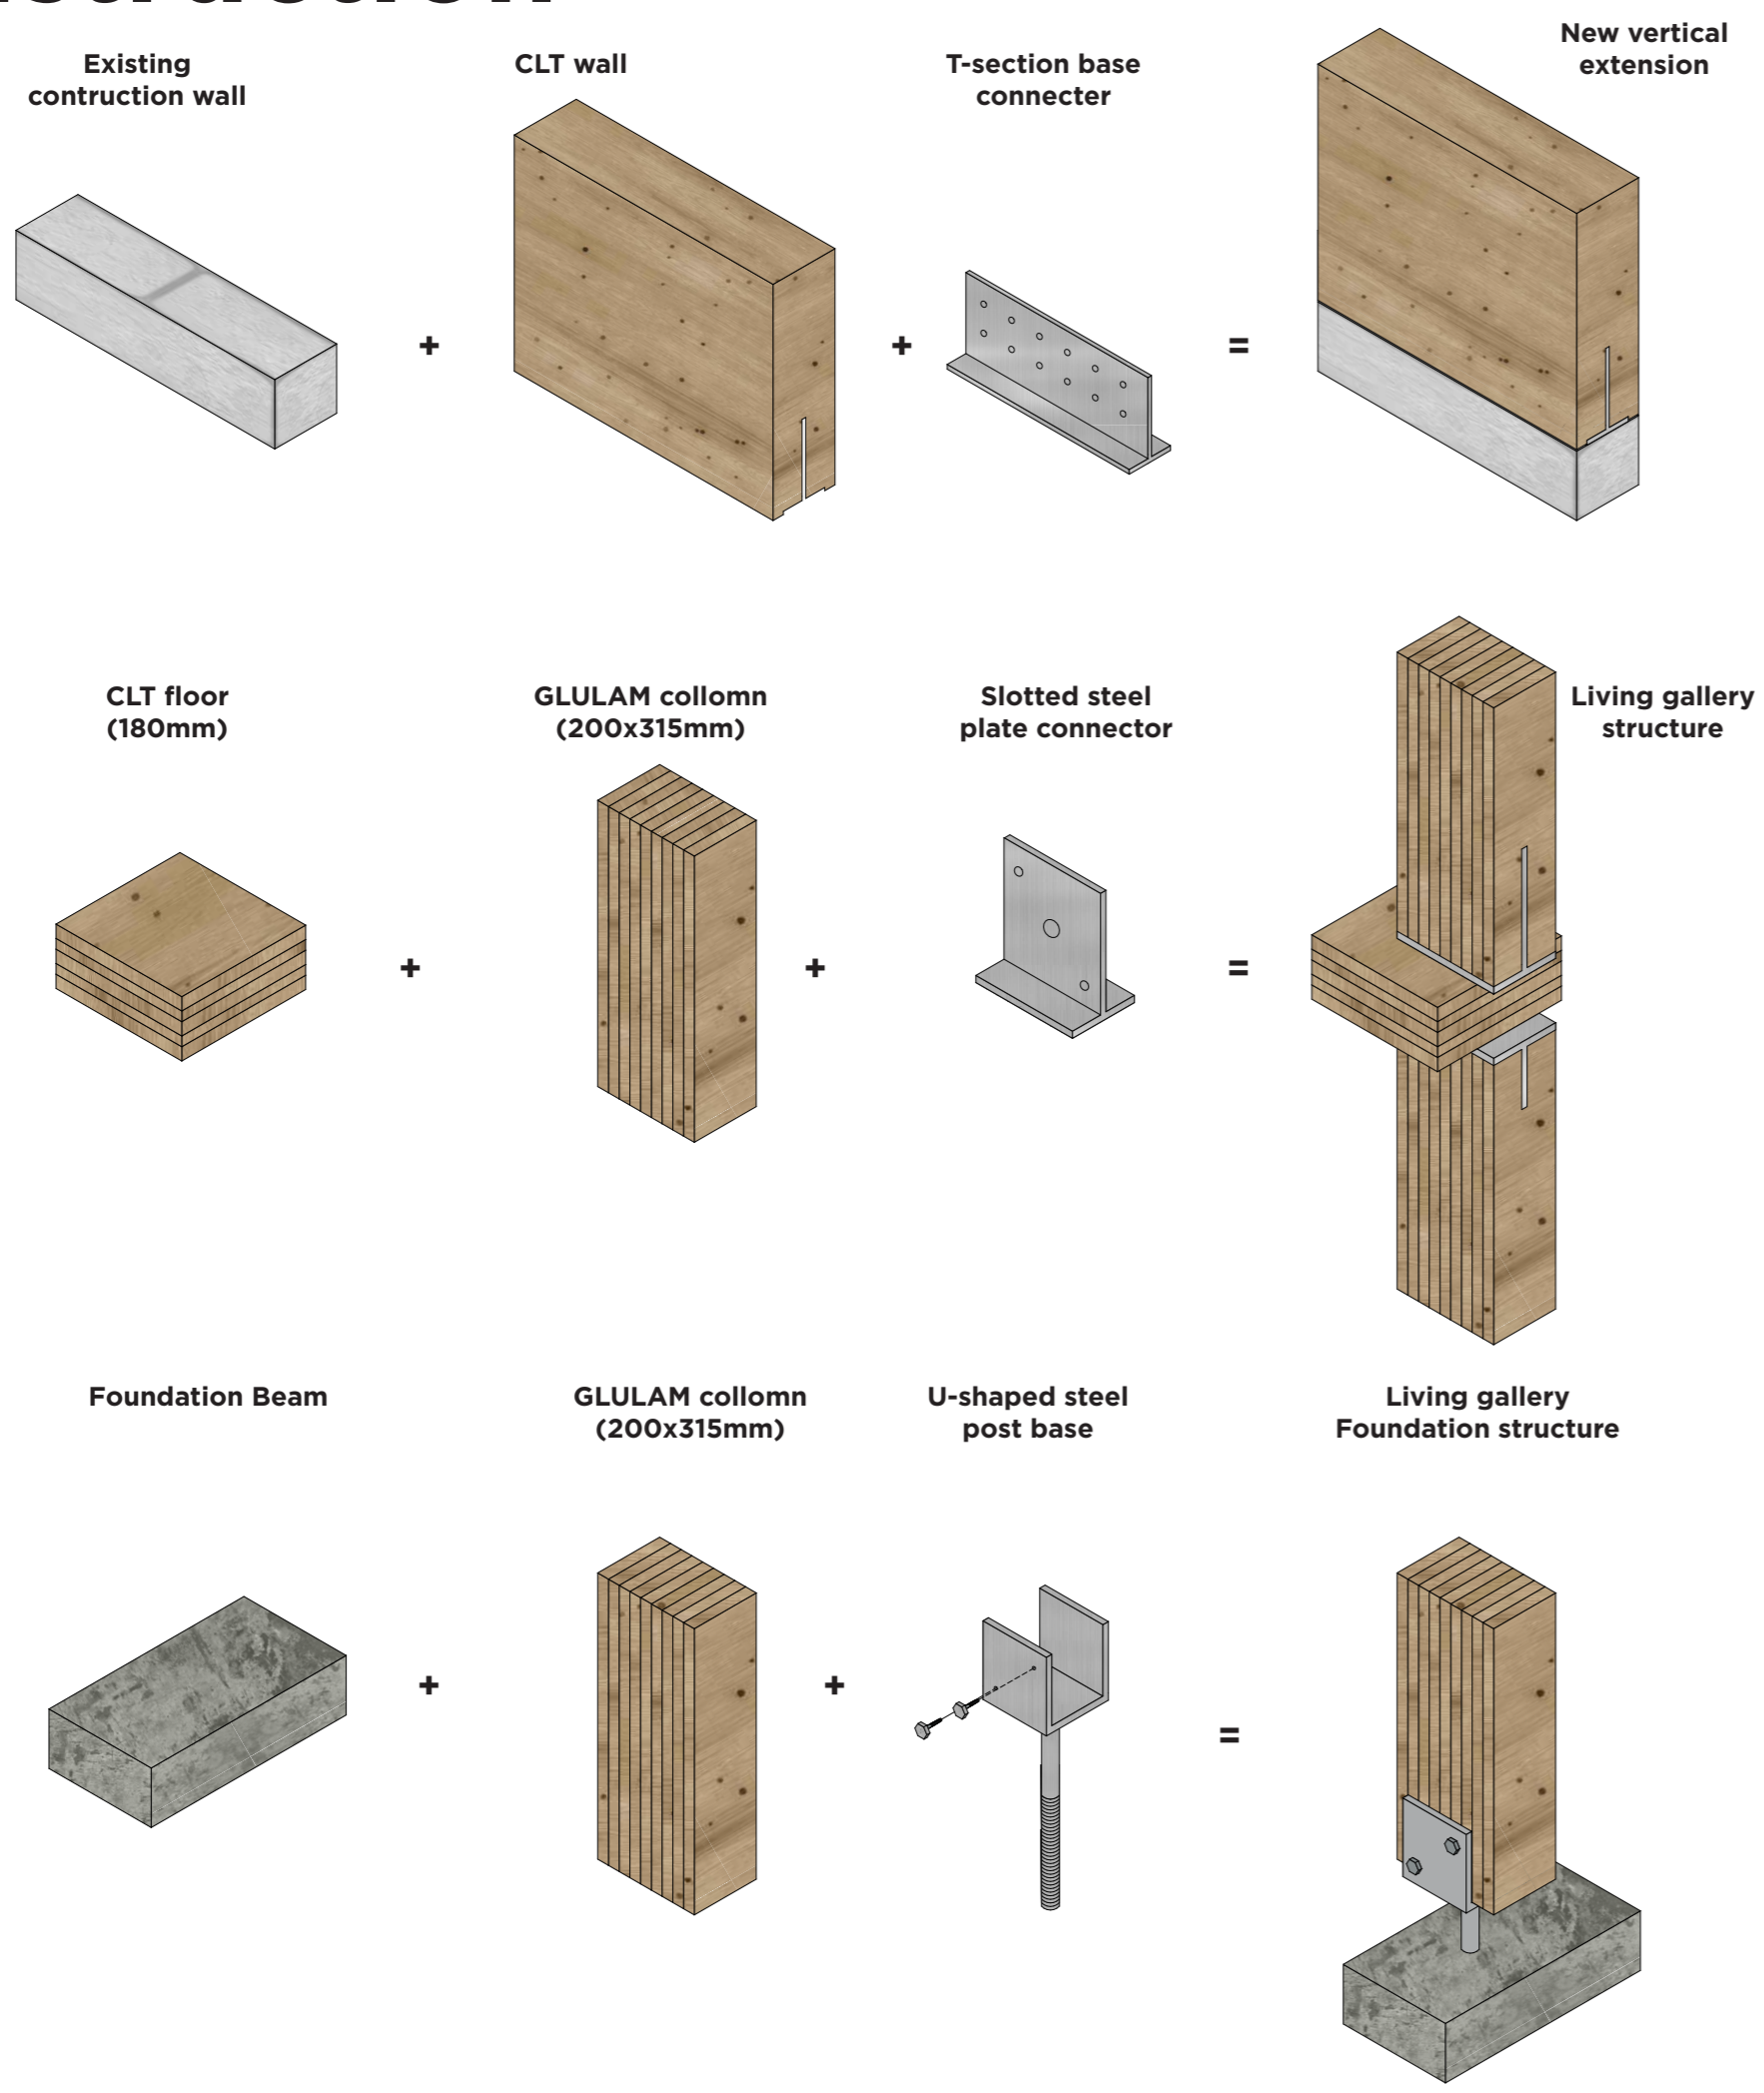 Existing
contruction wall
CLT wall
T-section base
connecter
New vertical
extension
+
+
=
CLT floor
(180mm)
GLULAM collomn
(200x315mm)
Slotted steel
plate connector
Living gallery
structure
+
+
=
Foundation Beam
GLULAM collomn
(200x315mm)
U-shaped steel
post base
Living gallery
Foundation structure
+
+
=